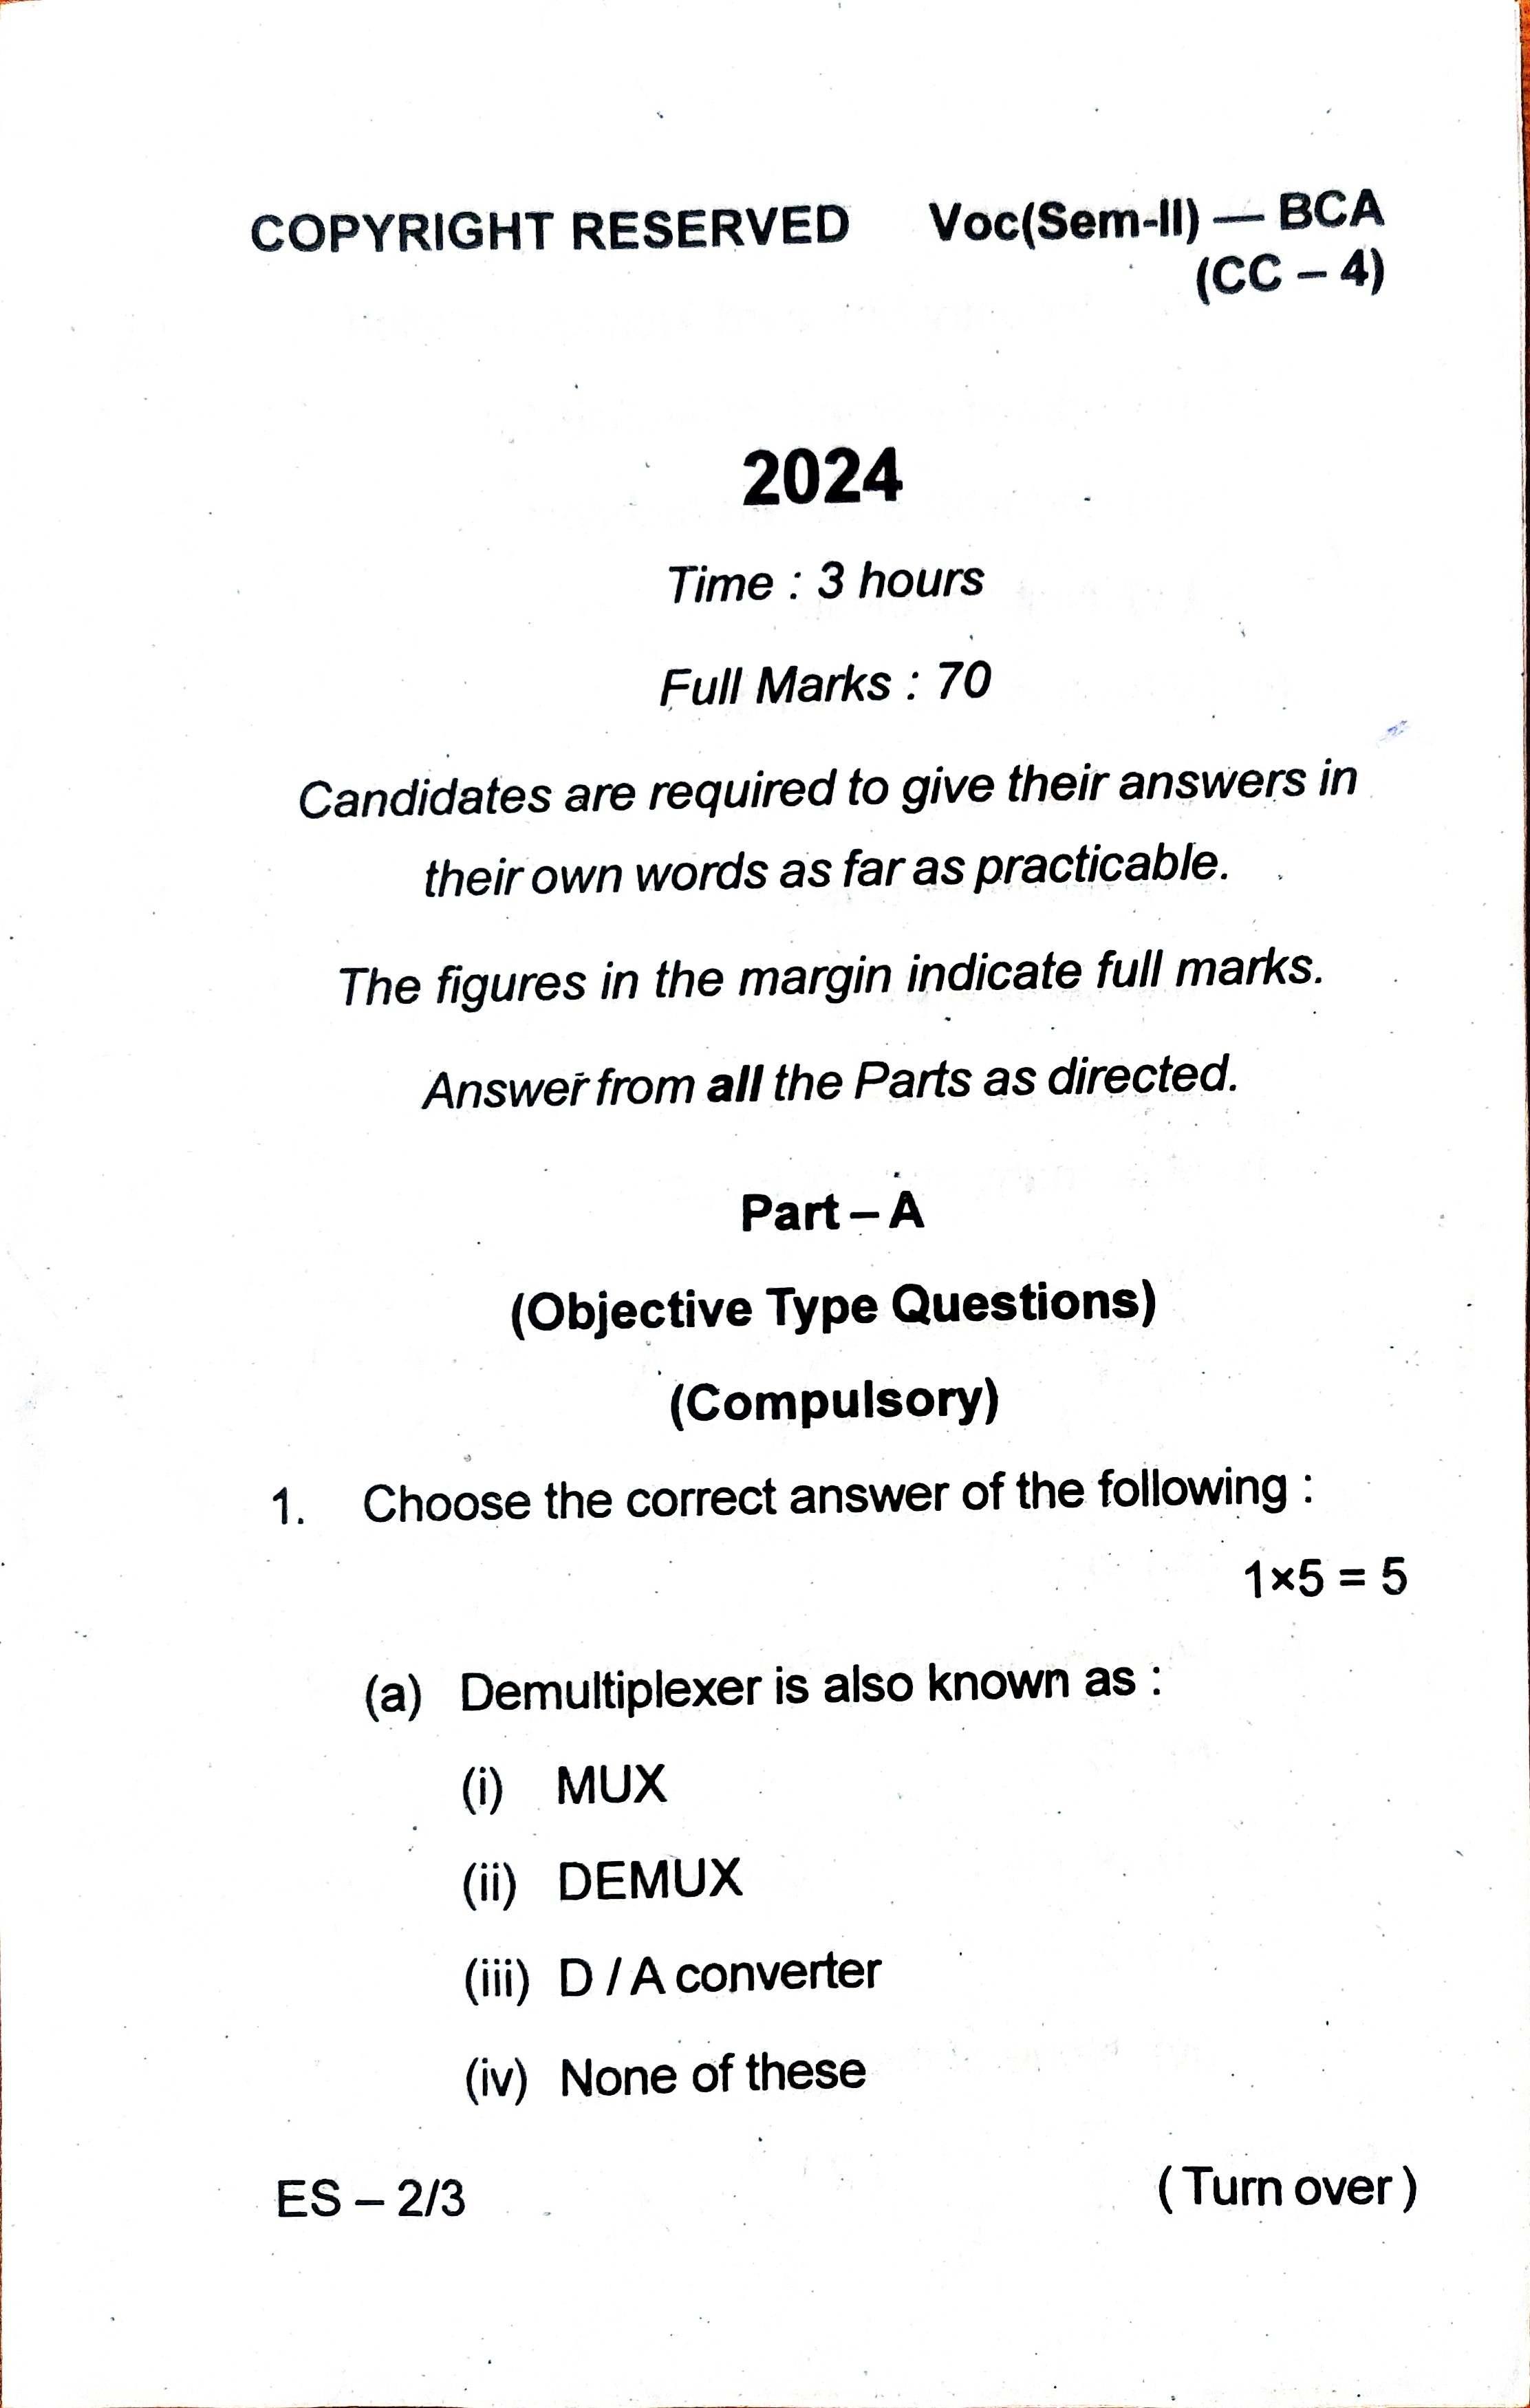 COPYRIGHT RESERVED Voc(Sem-II) — BCA
(CC – 4)
2024
Time : 3 hours
Full Marks : 70
Candidates are required to give their answers in
their own words as far as practicable.
The figures in the margin indicate full marks.
Answer from all the Parts as directed.
Part – A
(Objective Type Questions)
(Compulsory)
1. Choose the correct answer of the following :
1×5 = 5
(a) Demultiplexer is also known as :
(i) MUX
(ii) DEMUX
(iii) D / A converter
(iv) None of these
ES – 2/3 ( Turn over )